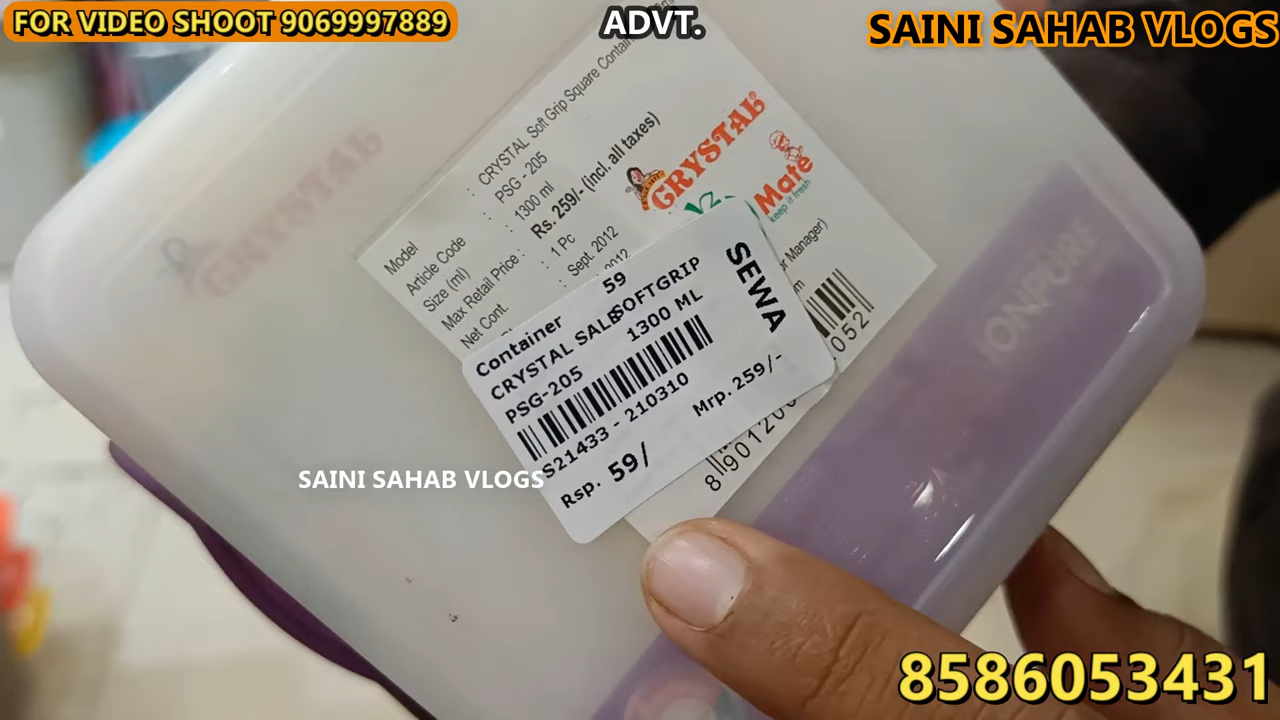 FOR VIDEO SHOOT 9069997889
ADVT.
SAINI SAHAB VLOGS
Model : CRYSTAL Soft Grip Square
Article Code : PSG - 205
Size (ml) : 1300 ml
Max Retail Price : Rs. 259/- (incl. all taxes)
Net Cont. : 1 Pc
Sept. 2012
CRYSTAL
Mate
keep it fresh
Manager)
CRYSTAL
59
Container
CRYSTAL SALE SOFTGRIP
PSG-205 1300 ML
S21433 - 210310
Rsp. 59/ Mrp. 259/-
SEWA
052
SAINI SAHAB VLOGS
8586053431